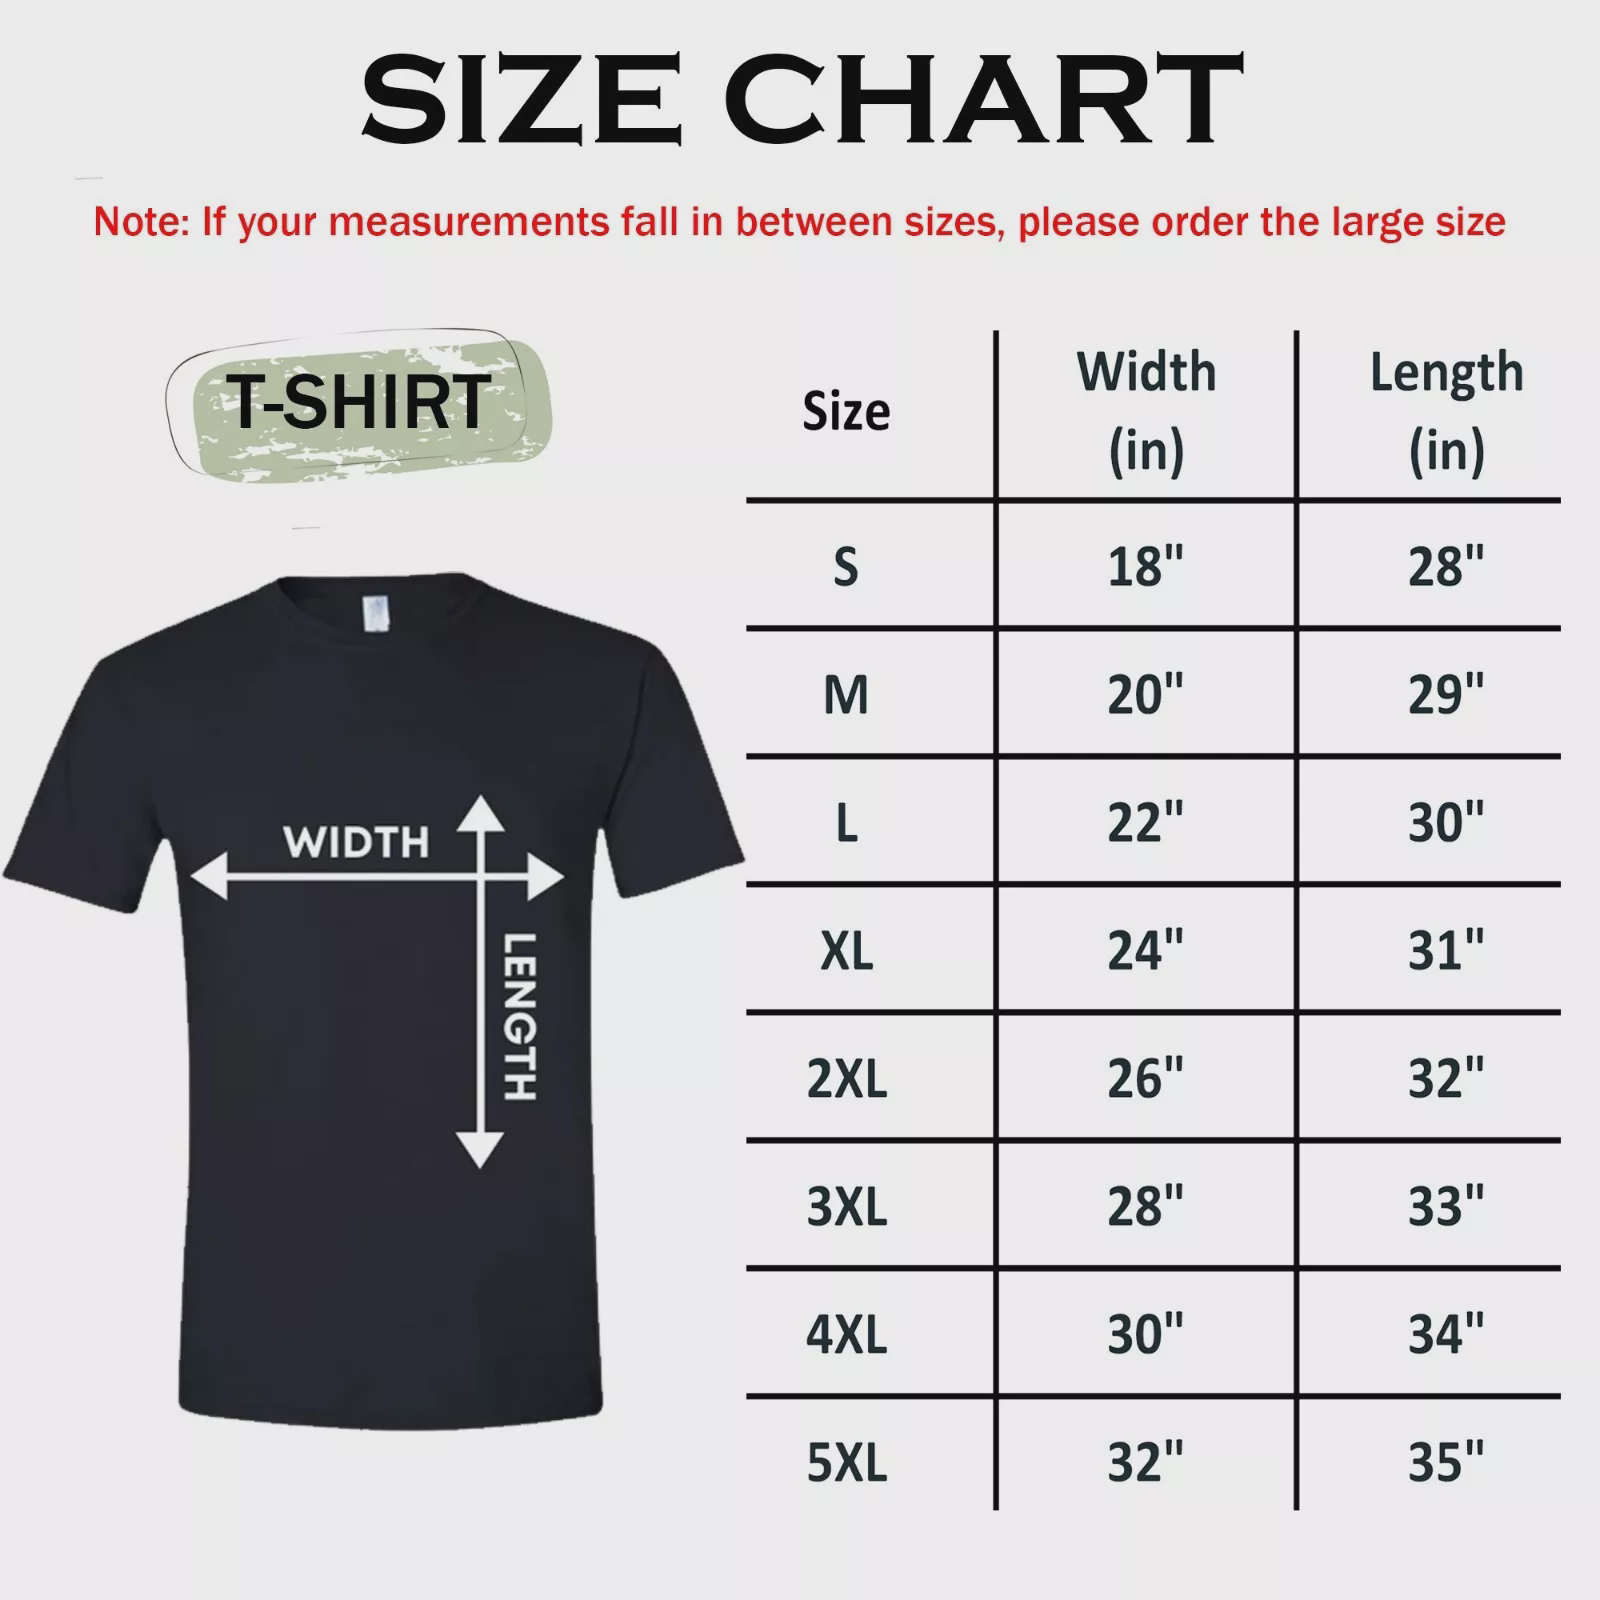 SIZE CHART
Note: If your measurements fall in between sizes, please order the large size
T-SHIRT
WIDTH
LENGTH
Size Width (in) Length (in)
S 18" 28"
M 20" 29"
L 22" 30"
XL 24" 31"
2XL 26" 32"
3XL 28" 33"
4XL 30" 34"
5XL 32" 35"